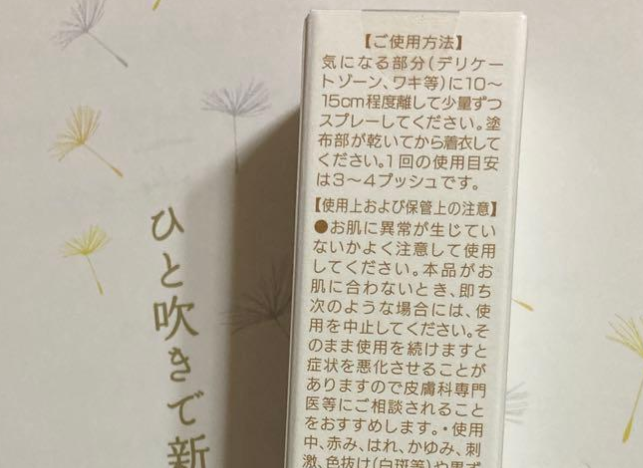 【ご使用方法】
気になる部分(デリケー
トゾーン、ワキ等)に10〜
15cm程度離して少量ずつ
スプレーしてください。塗
布部が乾いてから着衣して
ください。1回の使用目安
は3〜4プッシュです。
【使用上および保管上の注意】
●お肌に異常が生じてい
ないかよく注意して使用
してください。本品がお
肌に合わないとき、即ち
次のような場合には、使
用を中止してください。そ
のまま使用を続けますと
症状を悪化させることが
ありますので皮膚科専門
医等にご相談されること
をおすすめします。・使用
中、赤み、はれ、かゆみ、刺
激、色抜け(白斑等)や黒ず
ひと吹きで新